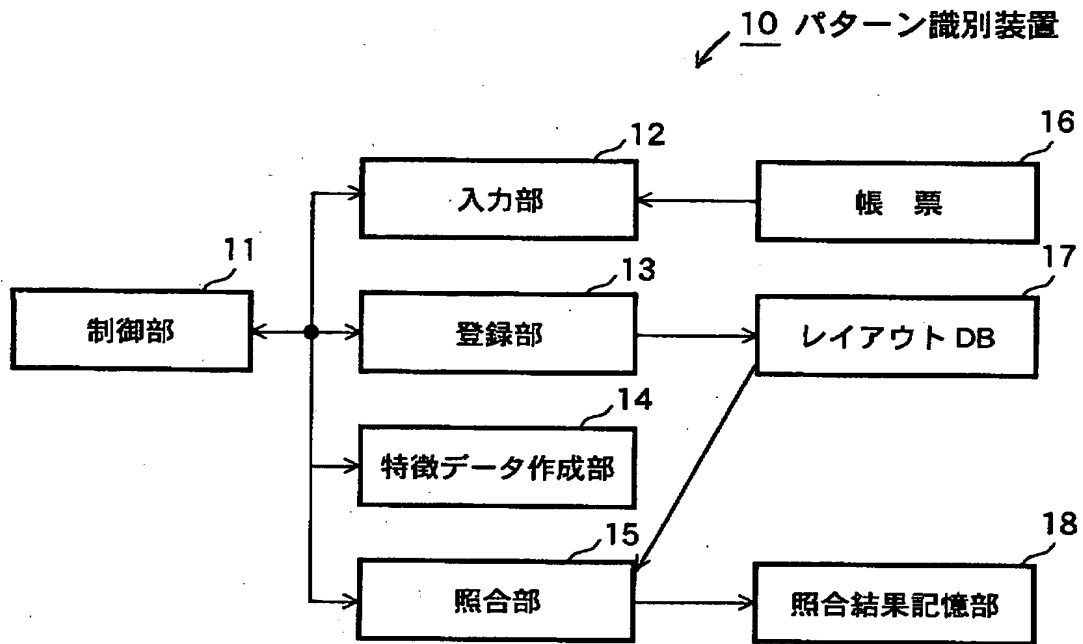 10 パターン識別装置
12
入力部
16
帳 票
11
制御部
13
登録部
17
レイアウト DB
14
特徴データ作成部
15
照合部
18
照合結果記憶部